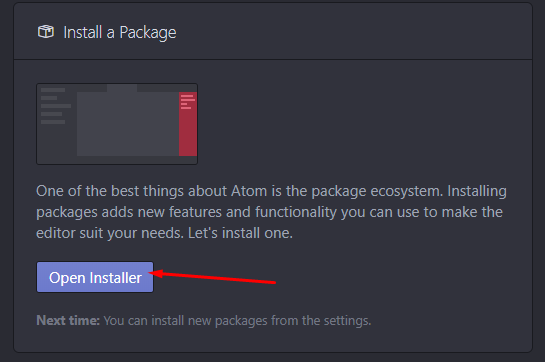 Install a Package
One of the best things about Atom is the package ecosystem. Installing
packages adds new features and functionality you can use to make the
editor suit your needs. Let's install one.
Open Installer
Next time: You can install new packages from the settings.